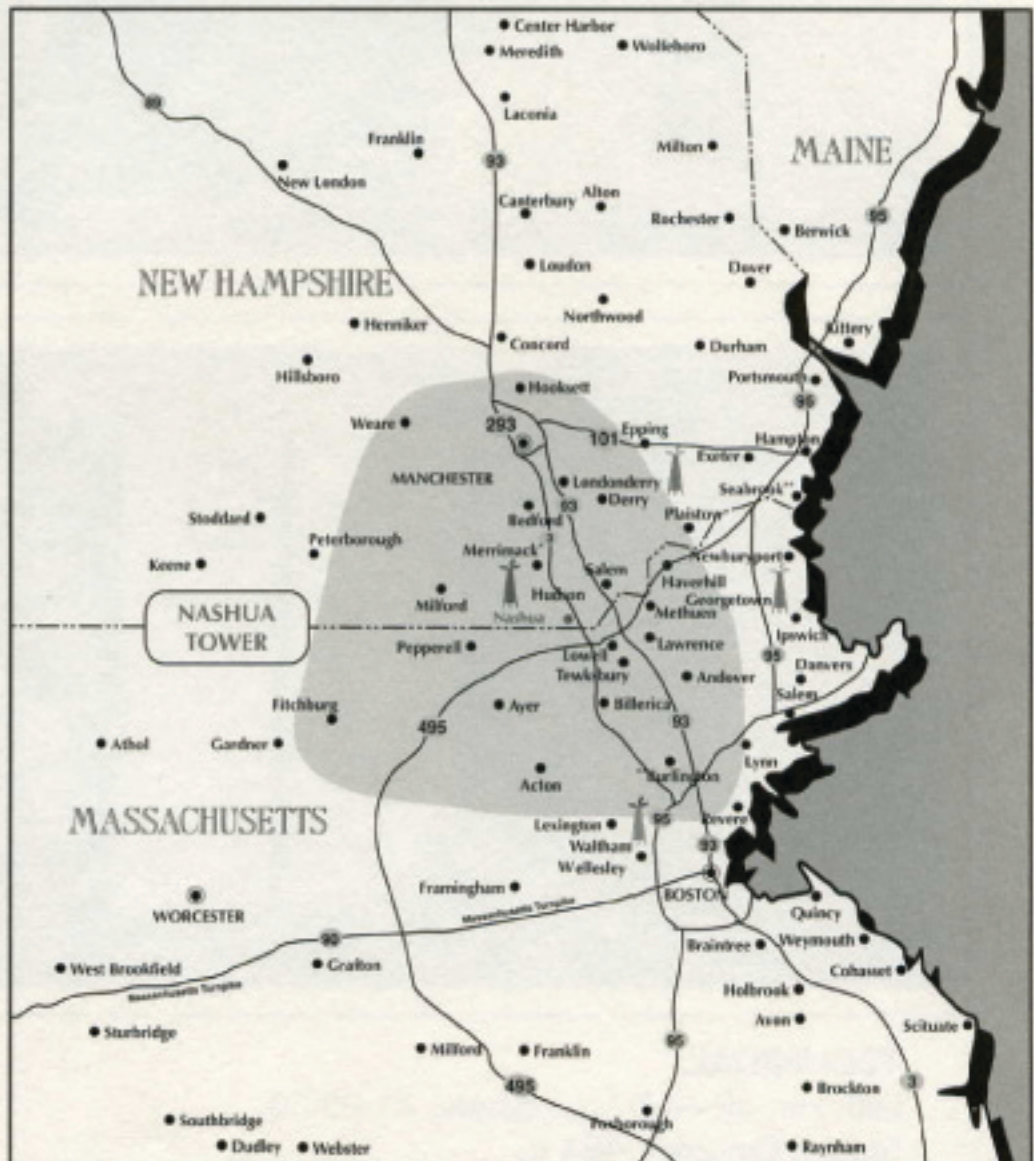 Center Harbor
Meredith
Wolfeboro
89
Laconia
Franklin
Milton
MAINE
93
New London
Alton
Canterbury
Rochester
95
Berwick
Loudon
Dover
NEW HAMPSHIRE
Northwood
Henniker
Kittery
Concord
Durham
Hillsboro
Portsmouth
Hooksett
95
Weare
293
Epping
101
Hampton
Exeter
MANCHESTER
Londonderry
Seabrook
Derry
93
Bedford
Plaiston
Stoddard
3
Peterborough
Merrimack
Newburyport
Keene
Salem
Haverhill
Hudson
Georgetown
Milford
Methuen
NASHUA
TOWER
Nashua
Ipswich
Pepperell
Lawrence
Lowell
95
Danvers
Tewksbury
Andover
Salem
Fitchburg
Ayer
Billerica
495
93
Athol
Gardner
Lynn
Burlington
Acton
MASSACHUSETTS
Revere
95
Lexington
Waltham
93
Wellesley
Framingham
BOSTON
WORCESTER
Massachusetts Turnpike
Quincy
90
Braintree
Weymouth
West Brookfield
Grafton
Cohasset
Massachusetts Turnpike
Holbrook
Avon
Scituate
Sturbridge
95
Milford
Franklin
495
3
Brockton
Foxborough
Southbridge
Dudley
Webster
Raynham